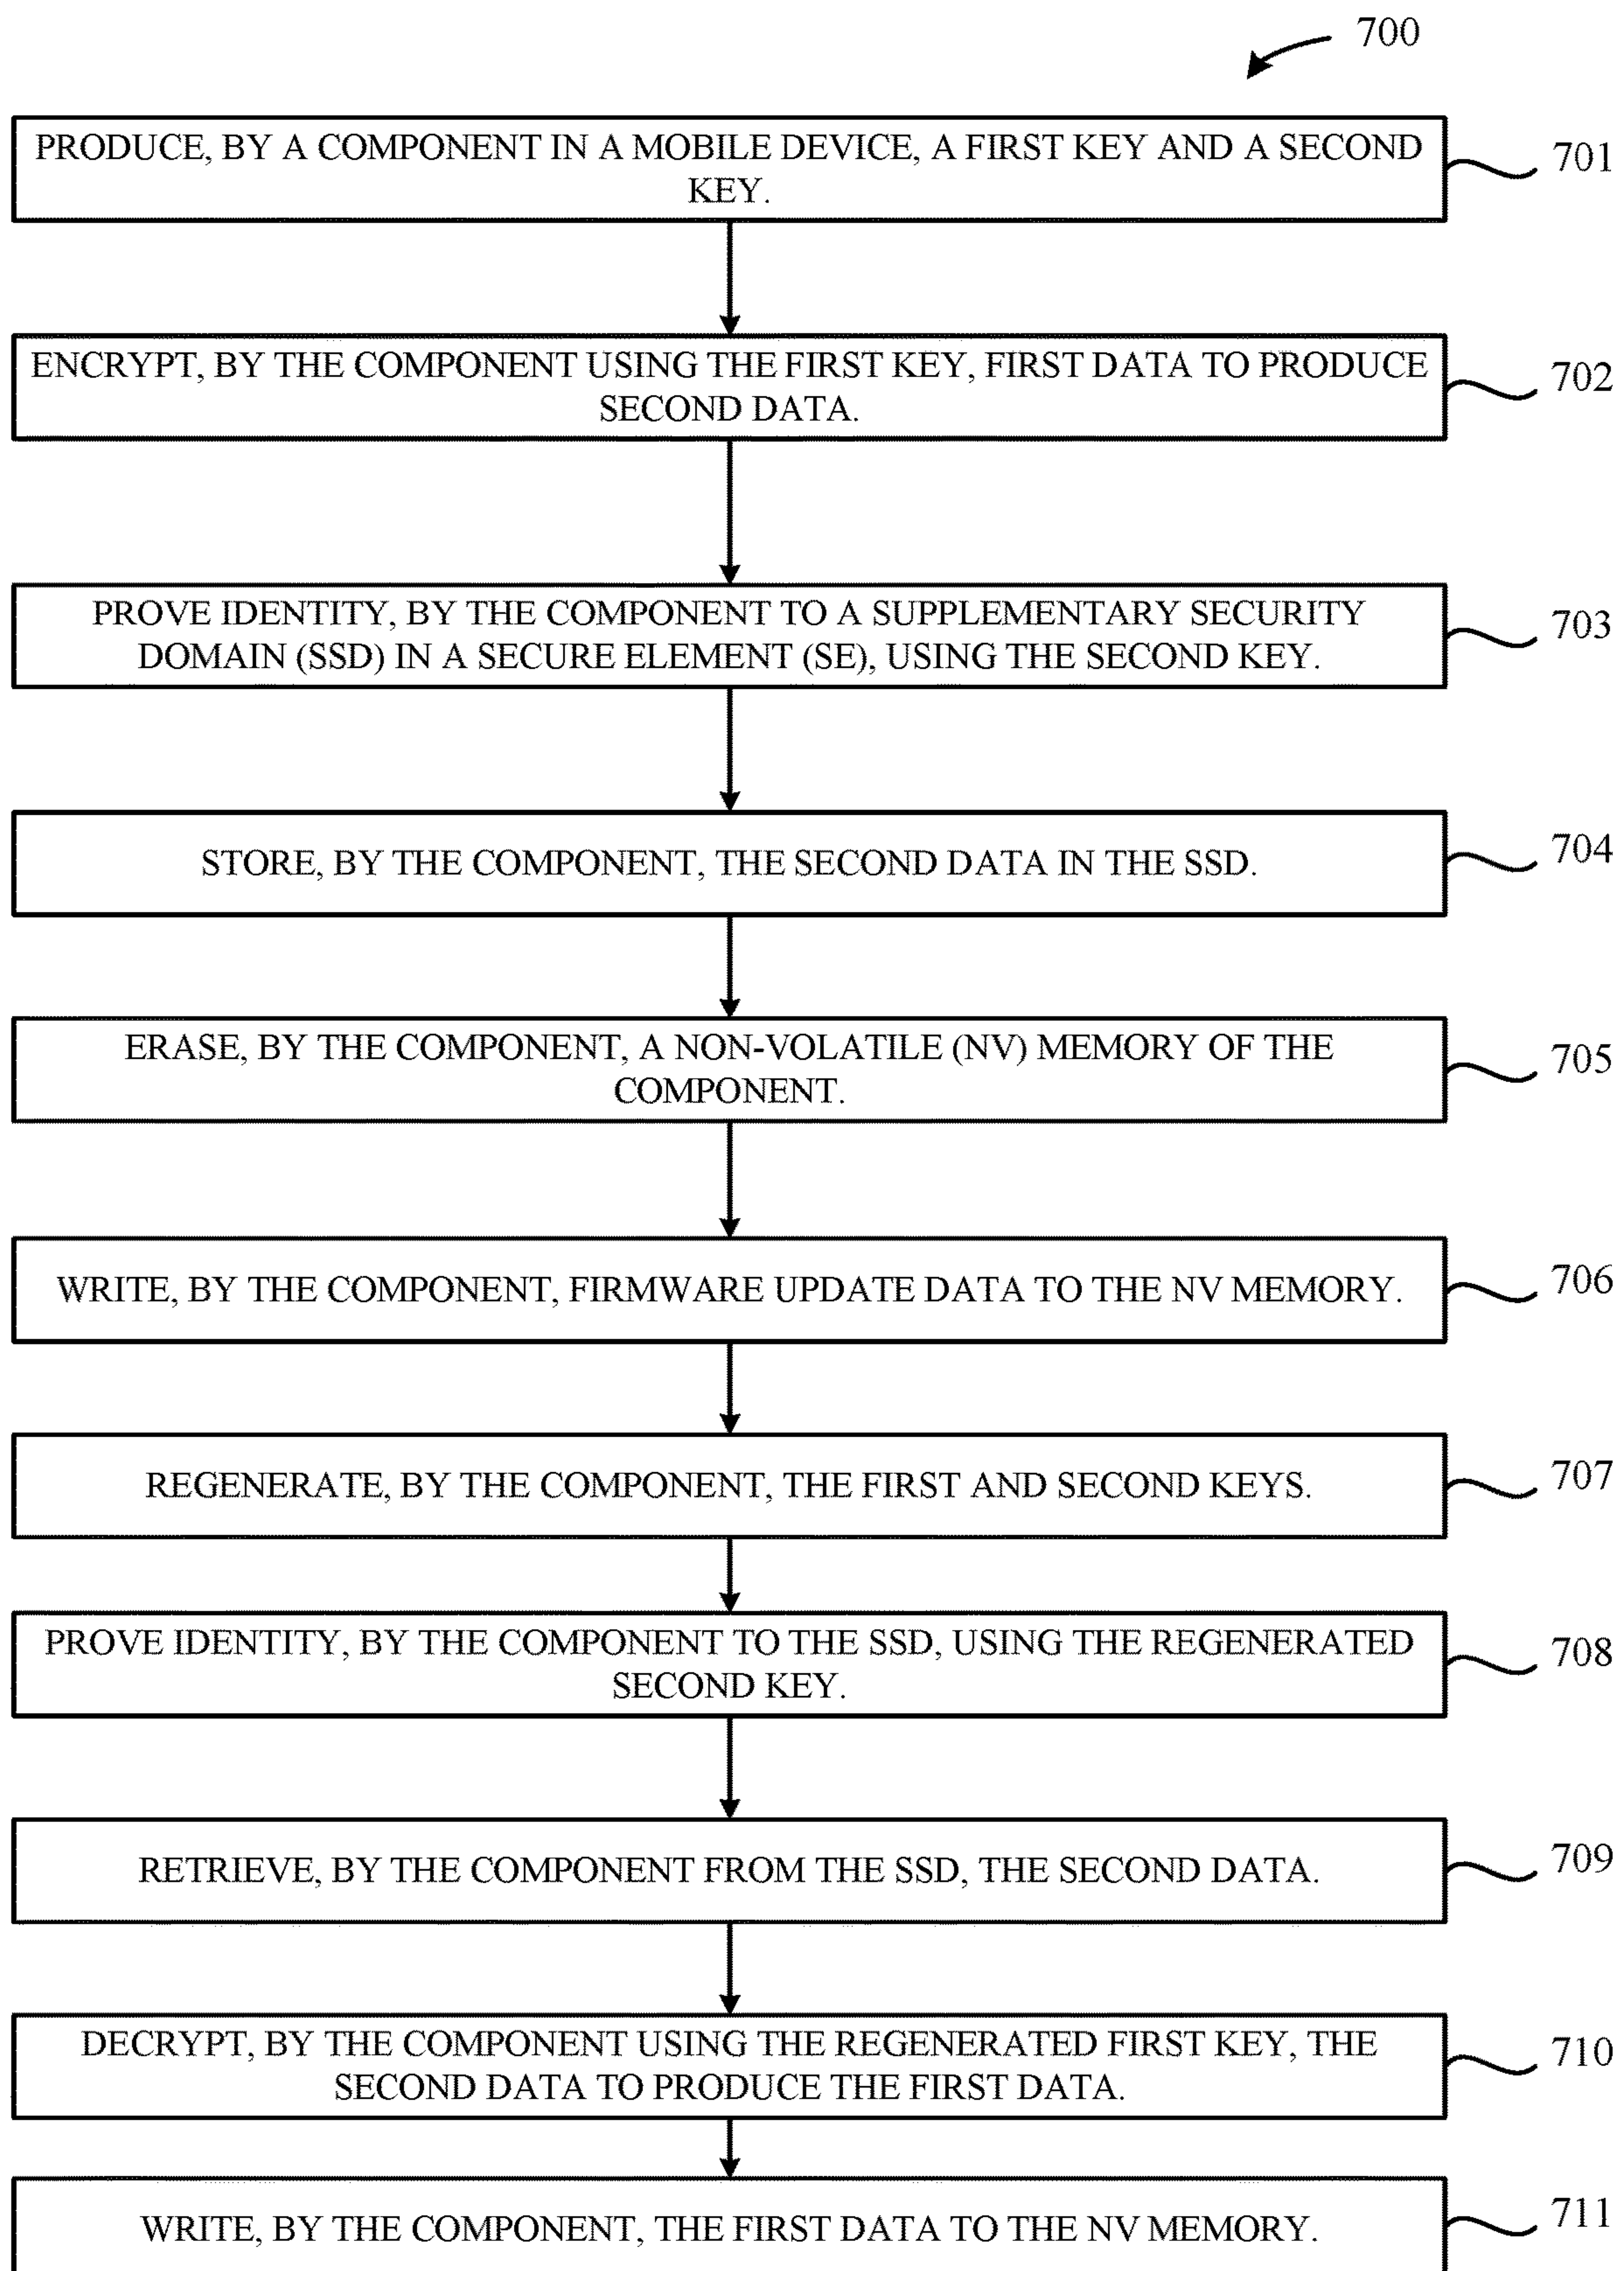 700
PRODUCE, BY A COMPONENT IN A MOBILE DEVICE, A FIRST KEY AND A SECOND
KEY.
701
ENCRYPT, BY THE COMPONENT USING THE FIRST KEY, FIRST DATA TO PRODUCE
SECOND DATA.
702
PROVE IDENTITY, BY THE COMPONENT TO A SUPPLEMENTARY SECURITY
DOMAIN (SSD) IN A SECURE ELEMENT (SE), USING THE SECOND KEY.
703
STORE, BY THE COMPONENT, THE SECOND DATA IN THE SSD.
704
ERASE, BY THE COMPONENT, A NON-VOLATILE (NV) MEMORY OF THE
COMPONENT.
705
WRITE, BY THE COMPONENT, FIRMWARE UPDATE DATA TO THE NV MEMORY.
706
REGENERATE, BY THE COMPONENT, THE FIRST AND SECOND KEYS.
707
PROVE IDENTITY, BY THE COMPONENT TO THE SSD, USING THE REGENERATED
SECOND KEY.
708
RETRIEVE, BY THE COMPONENT FROM THE SSD, THE SECOND DATA.
709
DECRYPT, BY THE COMPONENT USING THE REGENERATED FIRST KEY, THE
SECOND DATA TO PRODUCE THE FIRST DATA.
710
WRITE, BY THE COMPONENT, THE FIRST DATA TO THE NV MEMORY.
711